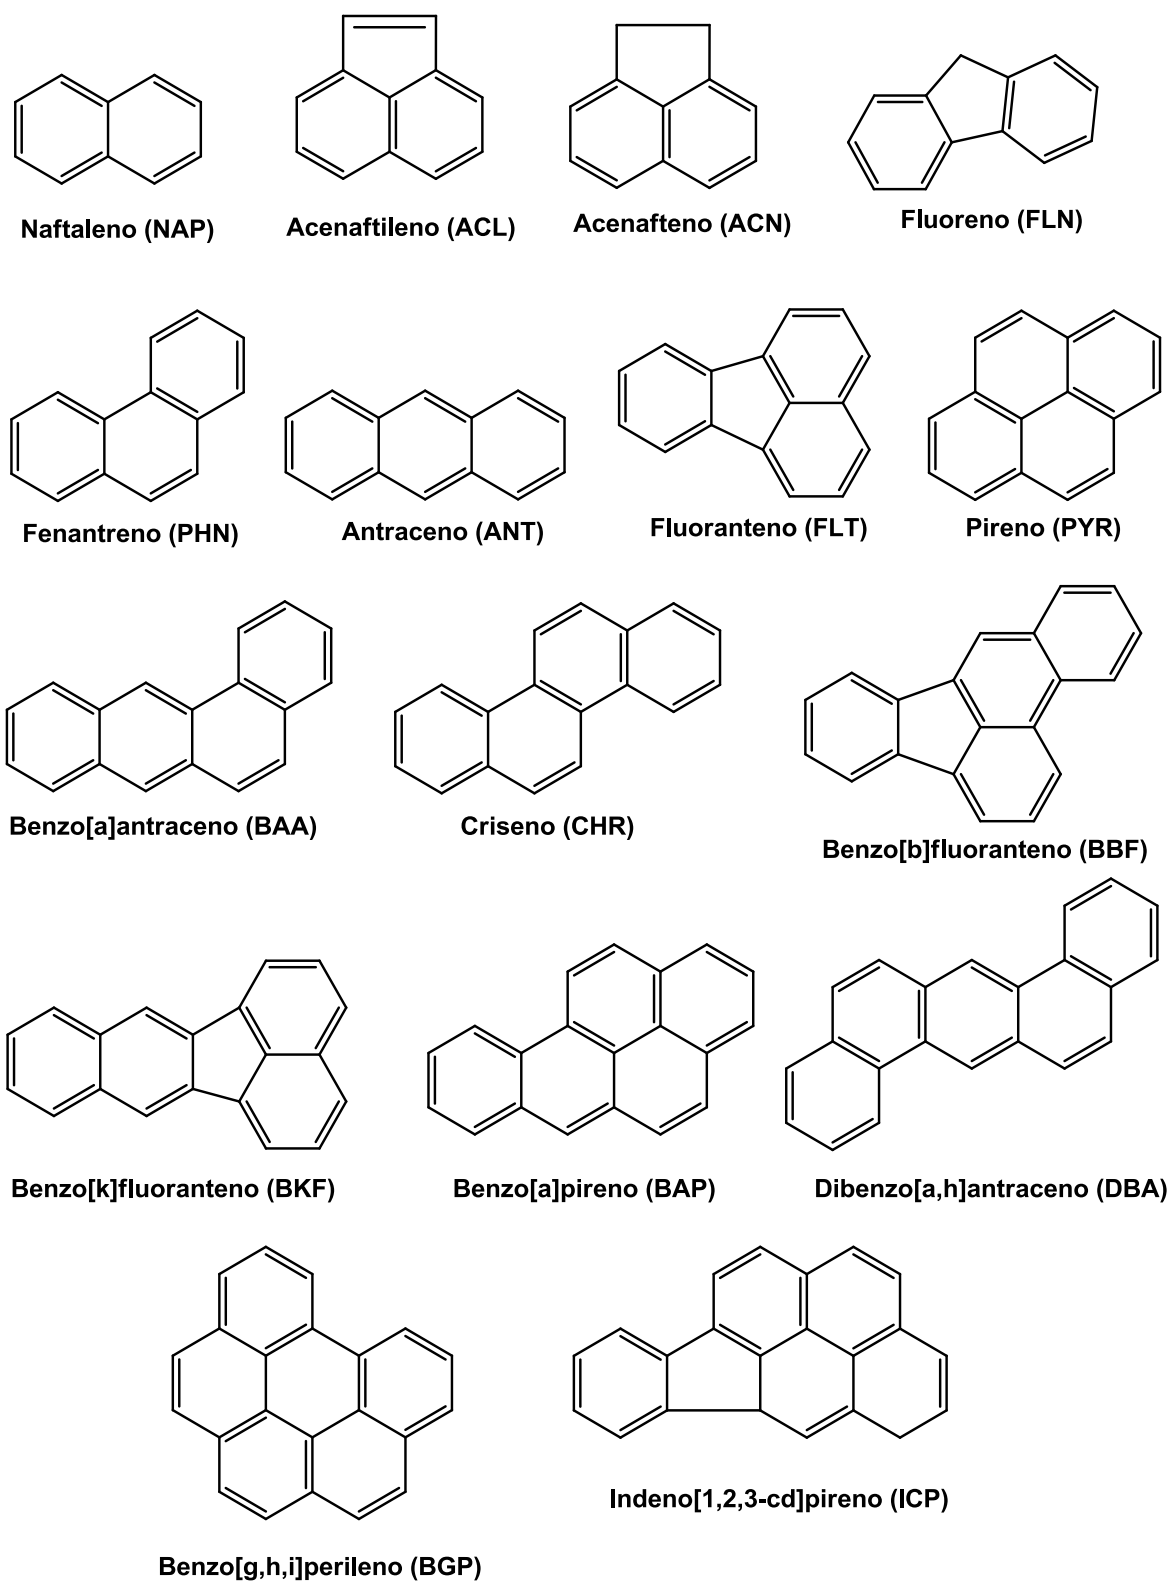 Naftaleno (NAP)
Acenaftileno (ACL)
Acenafteno (ACN)
Fluoreno (FLN)
Fenantreno (PHN)
Antraceno (ANT)
Fluoranteno (FLT)
Pireno (PYR)
Benzo[a]antraceno (BAA)
Criseno (CHR)
Benzo[b]fluoranteno (BBF)
Benzo[k]fluoranteno (BKF)
Benzo[a]pireno (BAP)
Dibenzo[a,h]antraceno (DBA)
Indeno[1,2,3-cd]pireno (ICP)
Benzo[g,h,i]perileno (BGP)